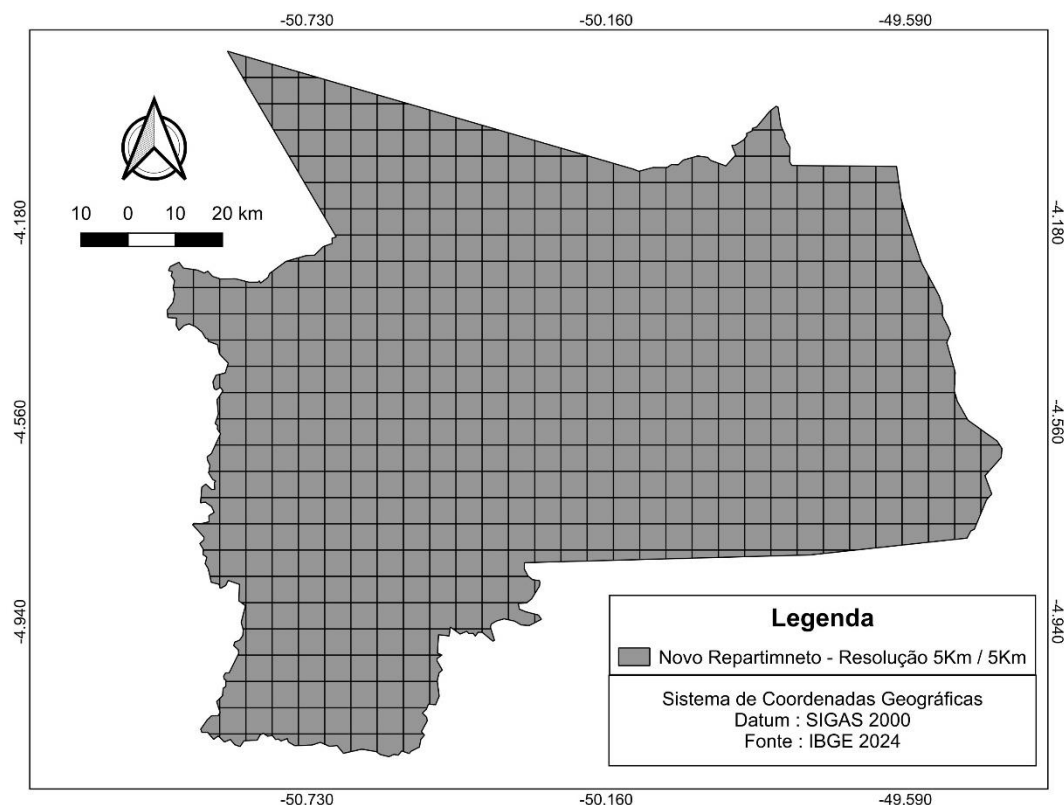 -50.730 -50.160 -49.590
10 0 10 20 km
-4.180 -4.180
-4.560 -4.560
-4.940 -4.940
Legenda
Novo Repartimneto - Resolução 5Km / 5Km
Sistema de Coordenadas Geográficas
Datum : SIGAS 2000
Fonte : IBGE 2024
-50.730 -50.160 -49.590